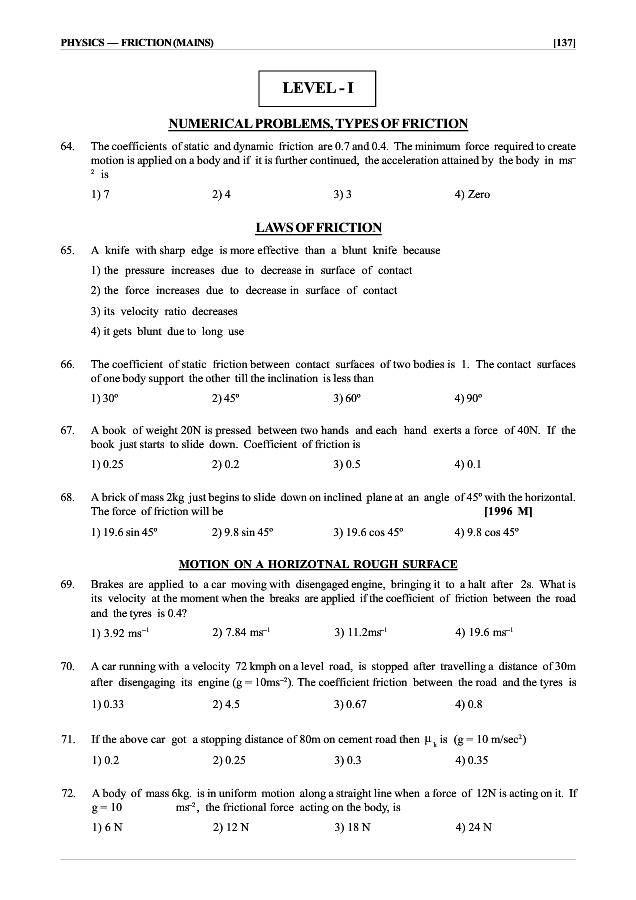 PHYSICS — FRICTION (MAINS) [137]
LEVEL - I
NUMERICAL PROBLEMS, TYPES OF FRICTION
64. The coefficients of static and dynamic friction are 0.7 and 0.4. The minimum force required to create
motion is applied on a body and if it is further continued, the acceleration attained by the body in ms⁻
² is
1) 7 2) 4 3) 3 4) Zero
LAWS OF FRICTION
65. A knife with sharp edge is more effective than a blunt knife because
1) the pressure increases due to decrease in surface of contact
2) the force increases due to decrease in surface of contact
3) its velocity ratio decreases
4) it gets blunt due to long use
66. The coefficient of static friction between contact surfaces of two bodies is 1. The contact surfaces
of one body support the other till the inclination is less than
1) 30º 2) 45º 3) 60º 4) 90º
67. A book of weight 20N is pressed between two hands and each hand exerts a force of 40N. If the
book just starts to slide down. Coefficient of friction is
1) 0.25 2) 0.2 3) 0.5 4) 0.1
68. A brick of mass 2kg just begins to slide down on inclined plane at an angle of 45º with the horizontal.
The force of friction will be [1996 M]
1) 19.6 sin 45º 2) 9.8 sin 45º 3) 19.6 cos 45º 4) 9.8 cos 45º
MOTION ON A HORIZOTNAL ROUGH SURFACE
69. Brakes are applied to a car moving with disengaged engine, bringing it to a halt after 2s. What is
its velocity at the moment when the breaks are applied if the coefficient of friction between the road
and the tyres is 0.4?
1) 3.92 ms⁻¹ 2) 7.84 ms⁻¹ 3) 11.2ms⁻¹ 4) 19.6 ms⁻¹
70. A car running with a velocity 72 kmph on a level road, is stopped after travelling a distance of 30m
after disengaging its engine (g = 10ms⁻²). The coefficient friction between the road and the tyres is
1) 0.33 2) 4.5 3) 0.67 4) 0.8
71. If the above car got a stopping distance of 80m on cement road then μₖ is (g = 10 m/sec²)
1) 0.2 2) 0.25 3) 0.3 4) 0.35
72. A body of mass 6kg. is in uniform motion along a straight line when a force of 12N is acting on it. If
g = 10 ms⁻², the frictional force acting on the body, is
1) 6 N 2) 12 N 3) 18 N 4) 24 N